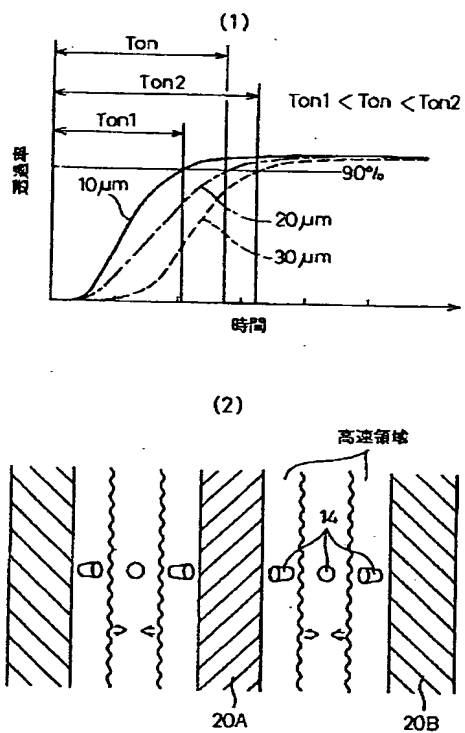 (1)
Ton
Ton2
Ton1 < Ton < Ton2
Ton1
透過率
90%
10μm
20μm
30μm
時間
(2)
高速領域
14
20A
20B